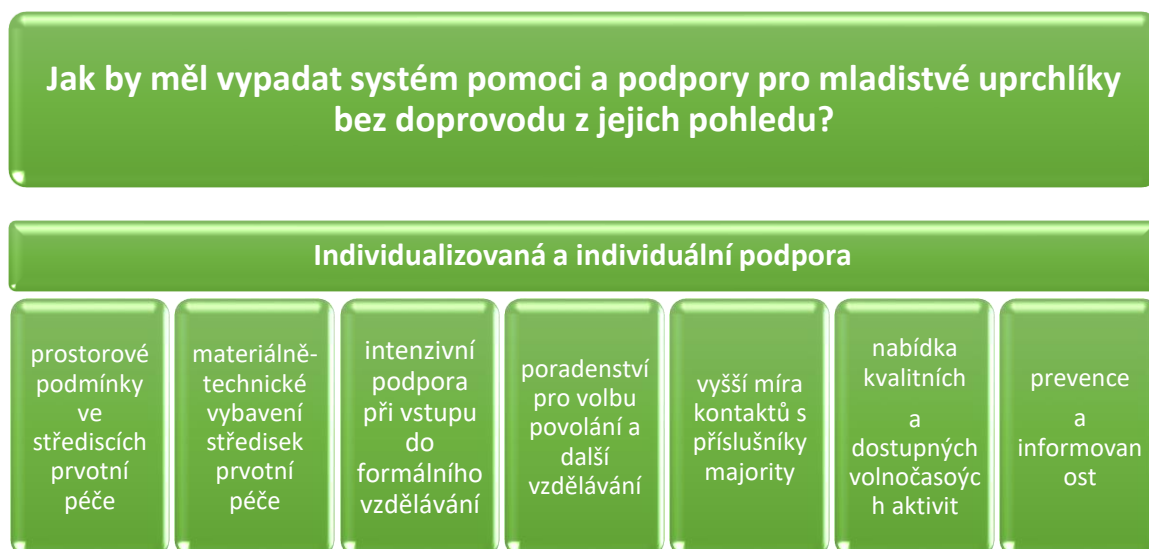 Jak by měl vypadat systém pomoci a podpory pro mladistvé uprchlíky
bez doprovodu z jejich pohledu?
Individualizovaná a individuální podpora
prostorové
podmínky
ve
střediscích
prvotní
péče
materiálně-
technické
vybavení
středisek
prvotní
péče
intenzivní
podpora
při vstupu
do
formálního
vzdělávání
poradenství
pro volbu
povolání a
další
vzdělávání
vyšší míra
kontaktů s
příslušníky
majority
nabídka
kvalitních
a
dostupných
volnočasoýc
h aktivit
prevence
a
informovan
ost